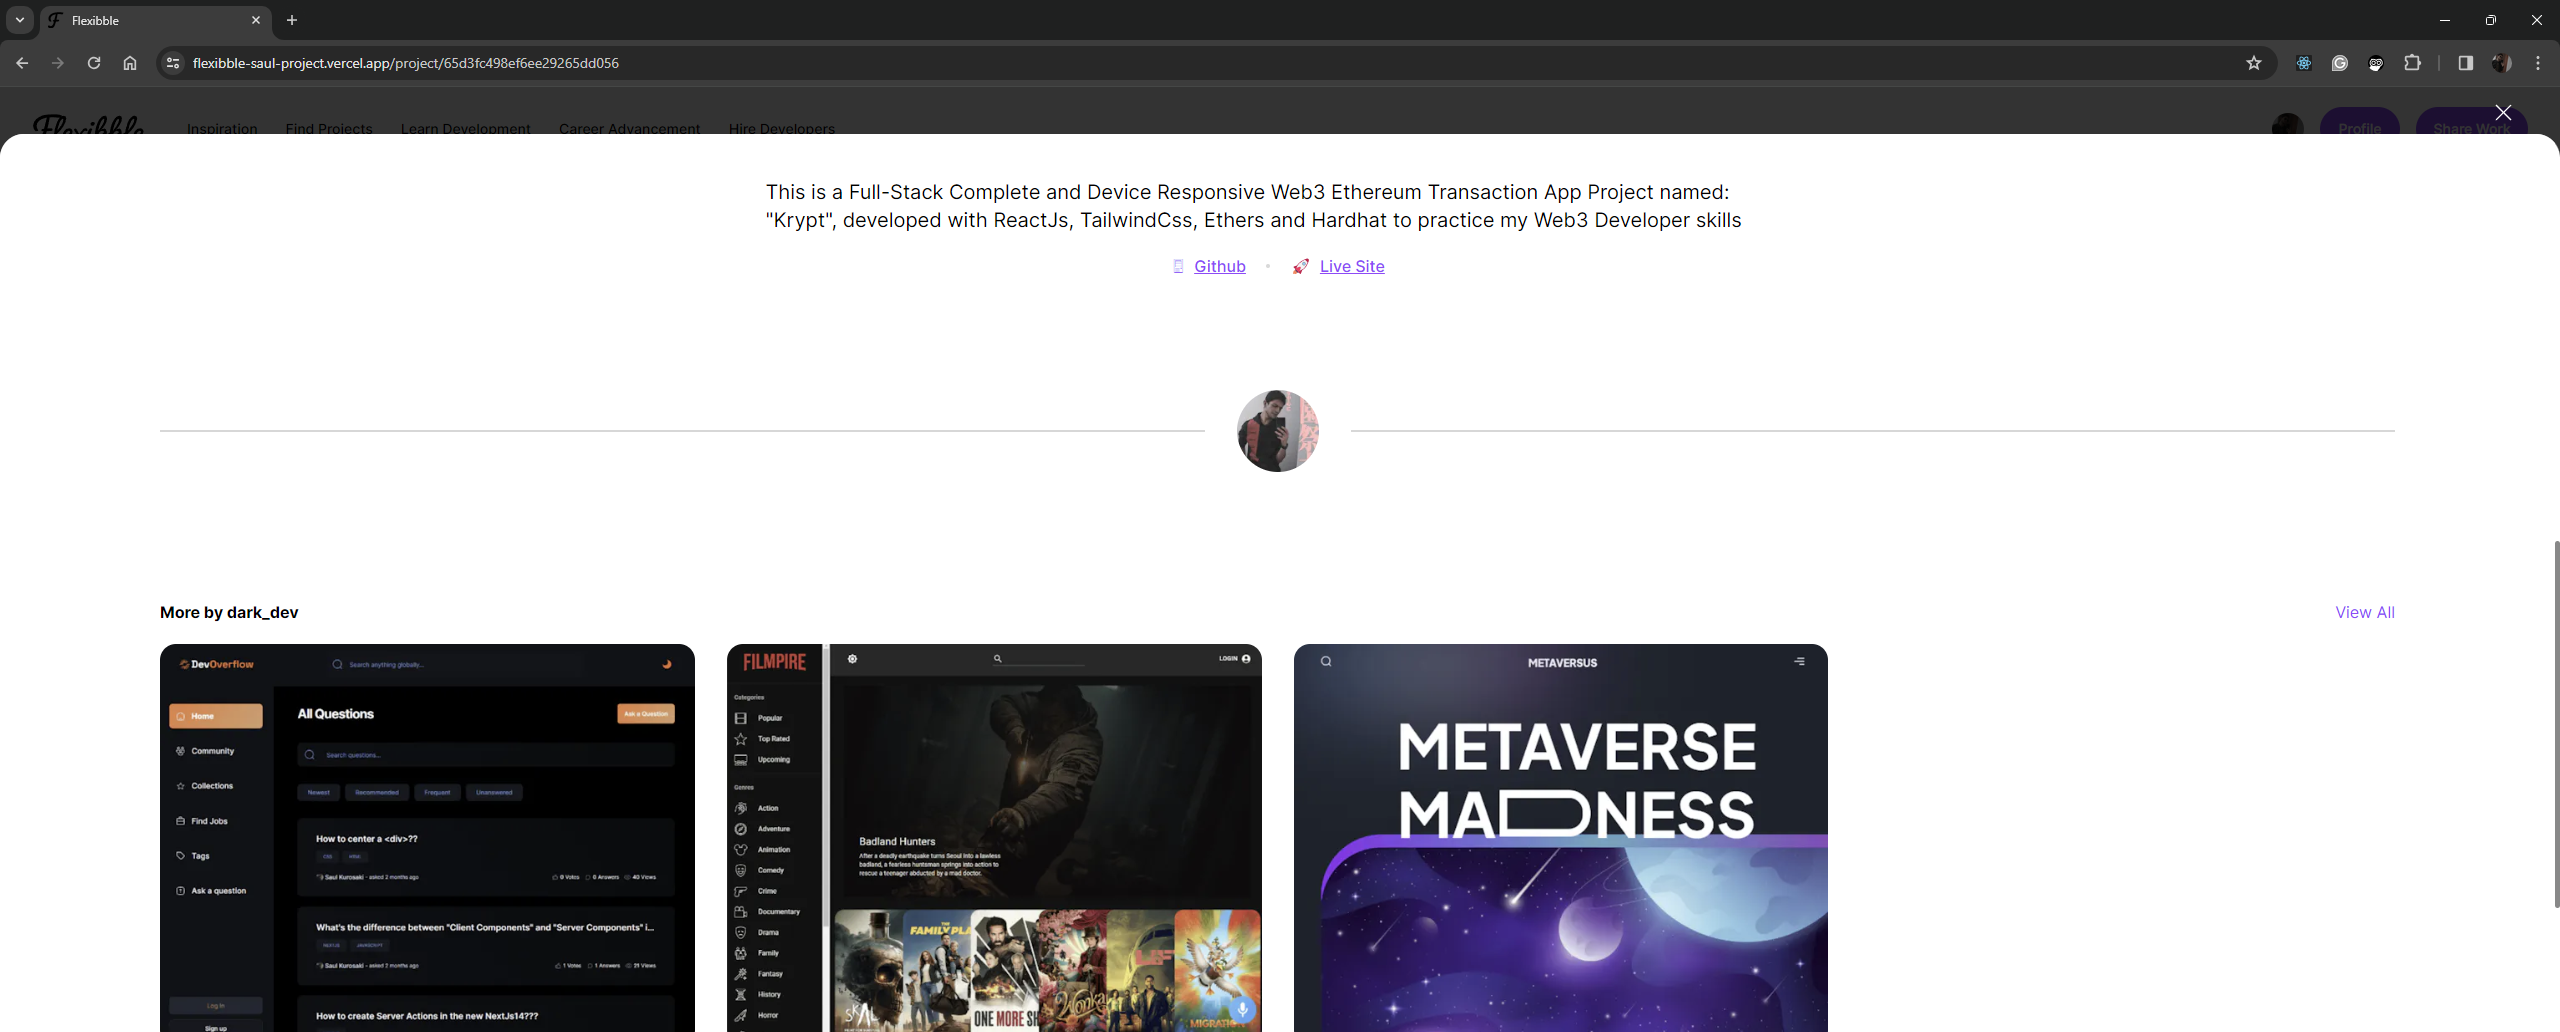 Flexibble
flexibble-saul-project.vercel.app/project/65d3fc498ef6ee29265dd056
Flexibble
Inspiration
Find Projects
Learn Development
Career Advancement
Hire Developers
Profile
Share Work
This is a Full-Stack Complete and Device Responsive Web3 Ethereum Transaction App Project named:
"Krypt", developed with ReactJs, TailwindCss, Ethers and Hardhat to practice my Web3 Developer skills
Github
Live Site
More by dark_dev
View All
DevOverflow
Search anything globally...
Home
Community
Collections
Find Jobs
Tags
Ask a question
Log In
Sign up
All Questions
Ask a Question
Search questions...
Newest
Recommended
Frequent
Unanswered
How to center a <div>??
CSS
HTML
Saul Kurosaki - asked 2 months ago
0 Votes
0 Answers
40 Views
What's the difference between "Client Components" and "Server Components" i...
NEXTJS
JAVASCRIPT
Saul Kurosaki - asked 2 months ago
1 Votes
1 Answers
21 Views
How to create Server Actions in the new NextJs14???
FILMPIRE
LOGIN
Categories
Popular
Top Rated
Upcoming
Genres
Action
Adventure
Animation
Comedy
Crime
Documentary
Drama
Family
Fantasy
History
Horror
Badland Hunters
After a deadly earthquake turns Seoul into a lawless
badland, a fearless huntsman springs into action to
rescue a teenager abducted by a mad doctor.
THE
FAMILY PLA
ONE MORE SH
Wonka
MIGRATIO
METAVERSUS
METAVERSE
MADNESS